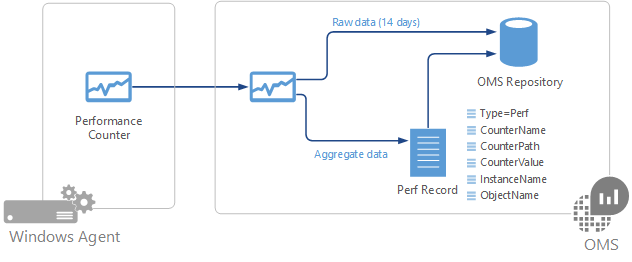 Raw data (14 days)
OMS Repository
Performance
Counter
Aggregate data
Perf Record
Type=Perf
CounterName
CounterPath
CounterValue
InstanceName
ObjectName
Windows Agent
OMS